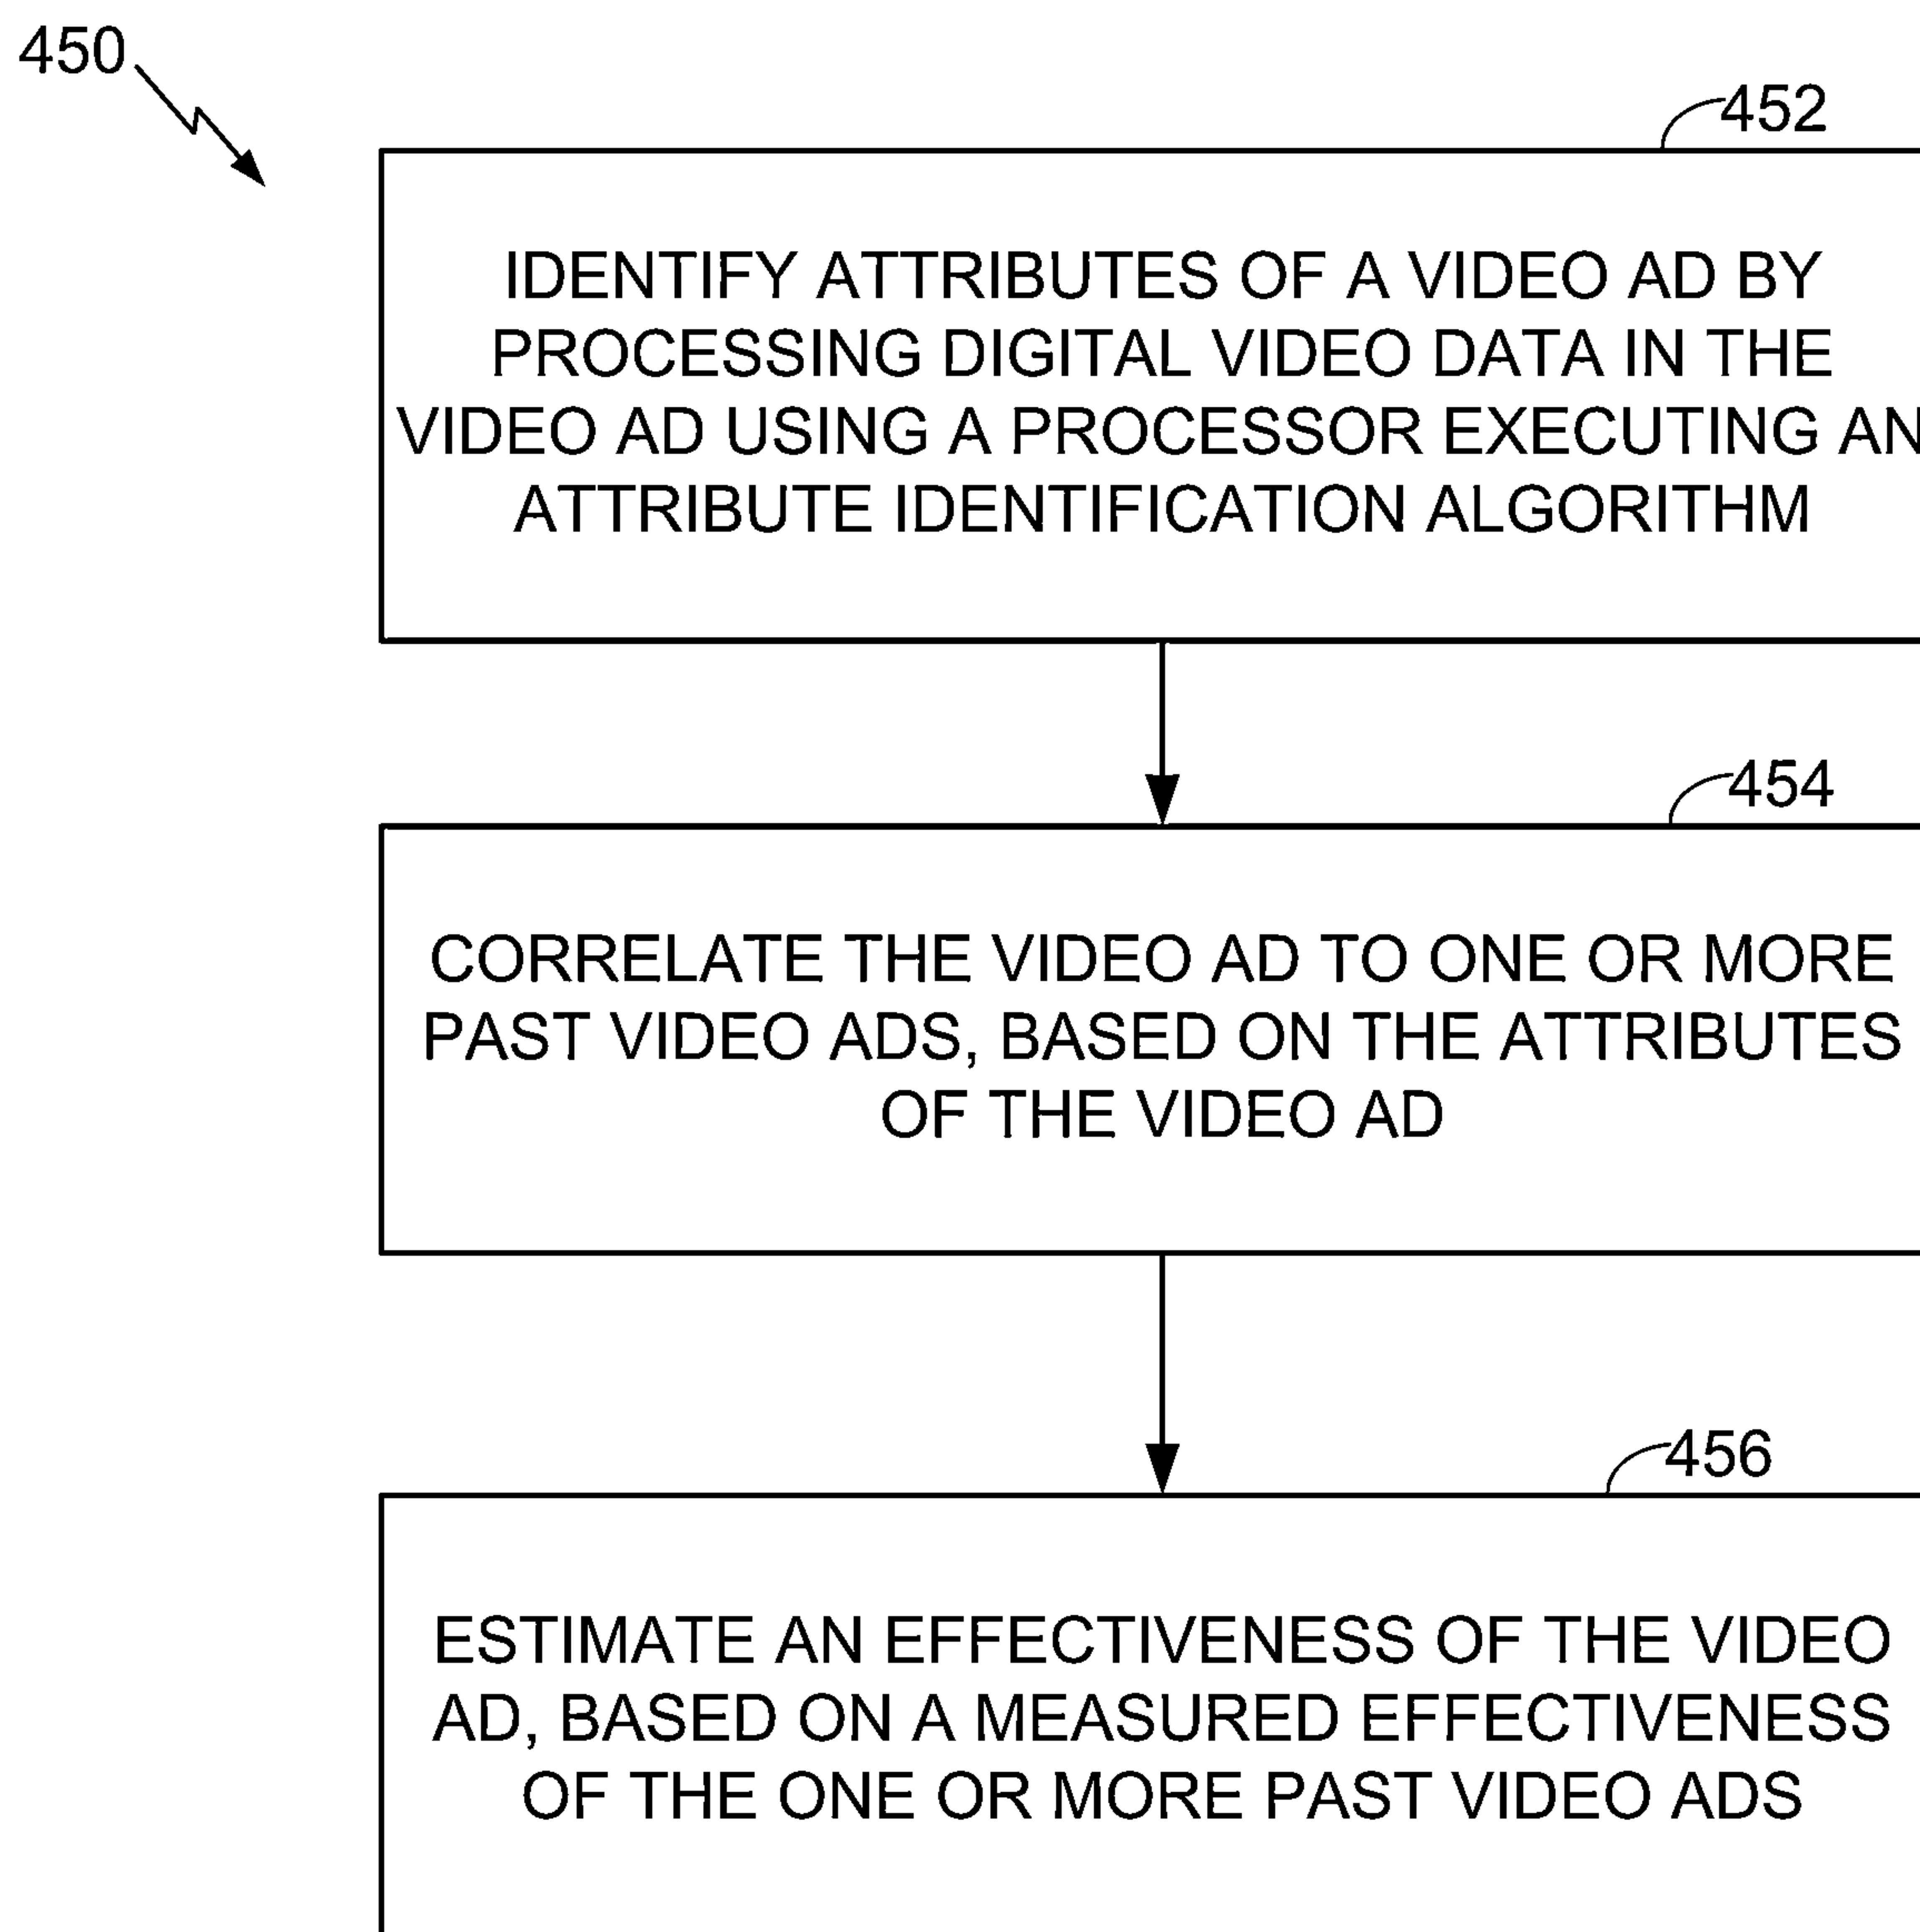 450
452
IDENTIFY ATTRIBUTES OF A VIDEO AD BY
PROCESSING DIGITAL VIDEO DATA IN THE
VIDEO AD USING A PROCESSOR EXECUTING AN
ATTRIBUTE IDENTIFICATION ALGORITHM
454
CORRELATE THE VIDEO AD TO ONE OR MORE
PAST VIDEO ADS, BASED ON THE ATTRIBUTES
OF THE VIDEO AD
456
ESTIMATE AN EFFECTIVENESS OF THE VIDEO
AD, BASED ON A MEASURED EFFECTIVENESS
OF THE ONE OR MORE PAST VIDEO ADS